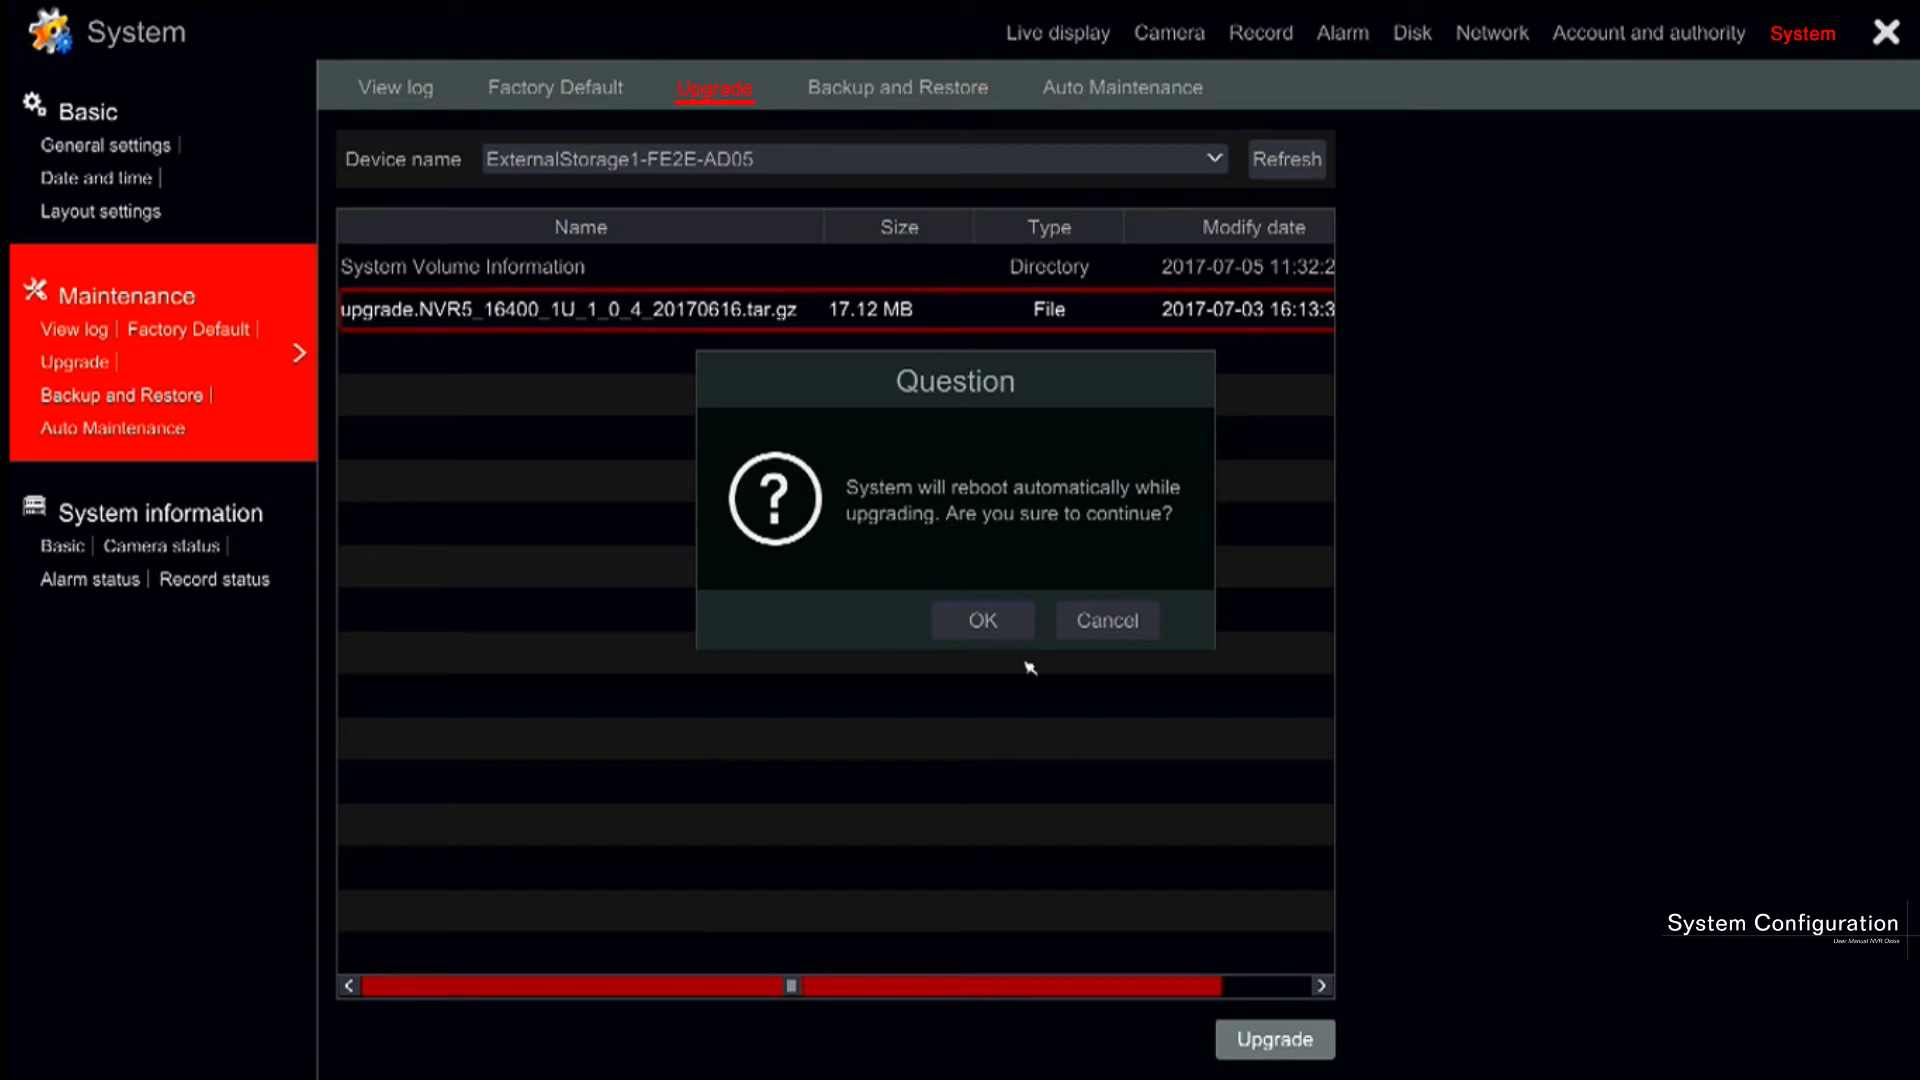 System
Live display Camera Record Alarm Disk Network Account and authority System
View log Factory Default Upgrade Backup and Restore Auto Maintenance
Basic
General settings |
Date and time |
Layout settings
Maintenance
View log | Factory Default |
Upgrade |
Backup and Restore |
Auto Maintenance
System information
Basic | Camera status |
Alarm status | Record status
Device name ExternalStorage1-FE2E-AD05 Refresh
Name Size Type Modify date
System Volume Information Directory 2017-07-05 11:32:2
upgrade.NVR5_16400_1U_1_0_4_20170616.tar.gz 17.12 MB File 2017-07-03 16:13:3
Question
?
System will reboot automatically while
upgrading. Are you sure to continue?
OK Cancel
Upgrade
System Configuration
User Manual NVR Ossia